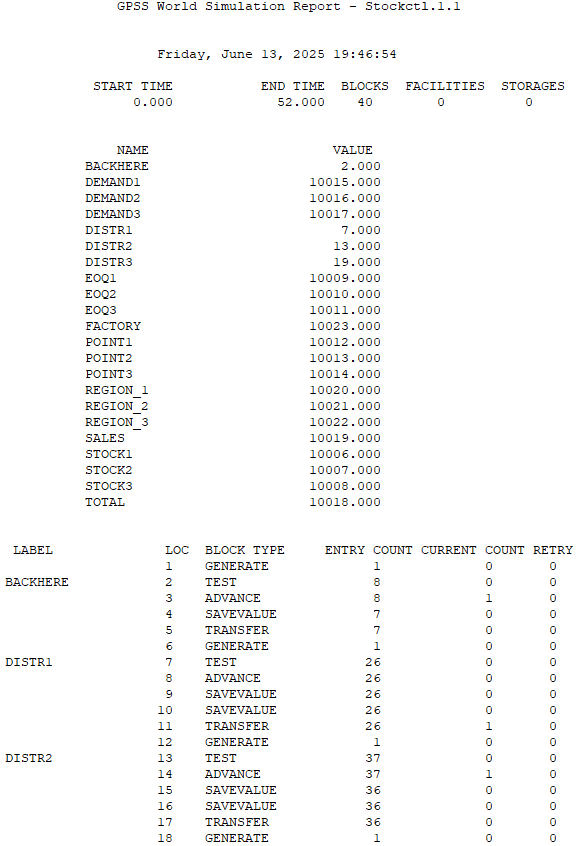 GPSS World Simulation Report - Stockctl.1.1
Friday, June 13, 2025 19:46:54
START TIME END TIME BLOCKS FACILITIES STORAGES
0.000 52.000 40 0 0
NAME VALUE
BACKHERE 2.000
DEMAND1 10015.000
DEMAND2 10016.000
DEMAND3 10017.000
DISTR1 7.000
DISTR2 13.000
DISTR3 19.000
EOQ1 10009.000
EOQ2 10010.000
EOQ3 10011.000
FACTORY 10023.000
POINT1 10012.000
POINT2 10013.000
POINT3 10014.000
REGION_1 10020.000
REGION_2 10021.000
REGION_3 10022.000
SALES 10019.000
STOCK1 10006.000
STOCK2 10007.000
STOCK3 10008.000
TOTAL 10018.000
LABEL LOC BLOCK TYPE ENTRY COUNT CURRENT COUNT RETRY
1 GENERATE 1 0 0
BACKHERE 2 TEST 8 0 0
3 ADVANCE 8 1 0
4 SAVEVALUE 7 0 0
5 TRANSFER 7 0 0
6 GENERATE 1 0 0
DISTR1 7 TEST 26 0 0
8 ADVANCE 26 0 0
9 SAVEVALUE 26 0 0
10 SAVEVALUE 26 0 0
11 TRANSFER 26 1 0
12 GENERATE 1 0 0
DISTR2 13 TEST 37 0 0
14 ADVANCE 37 1 0
15 SAVEVALUE 36 0 0
16 SAVEVALUE 36 0 0
17 TRANSFER 36 0 0
18 GENERATE 1 0 0